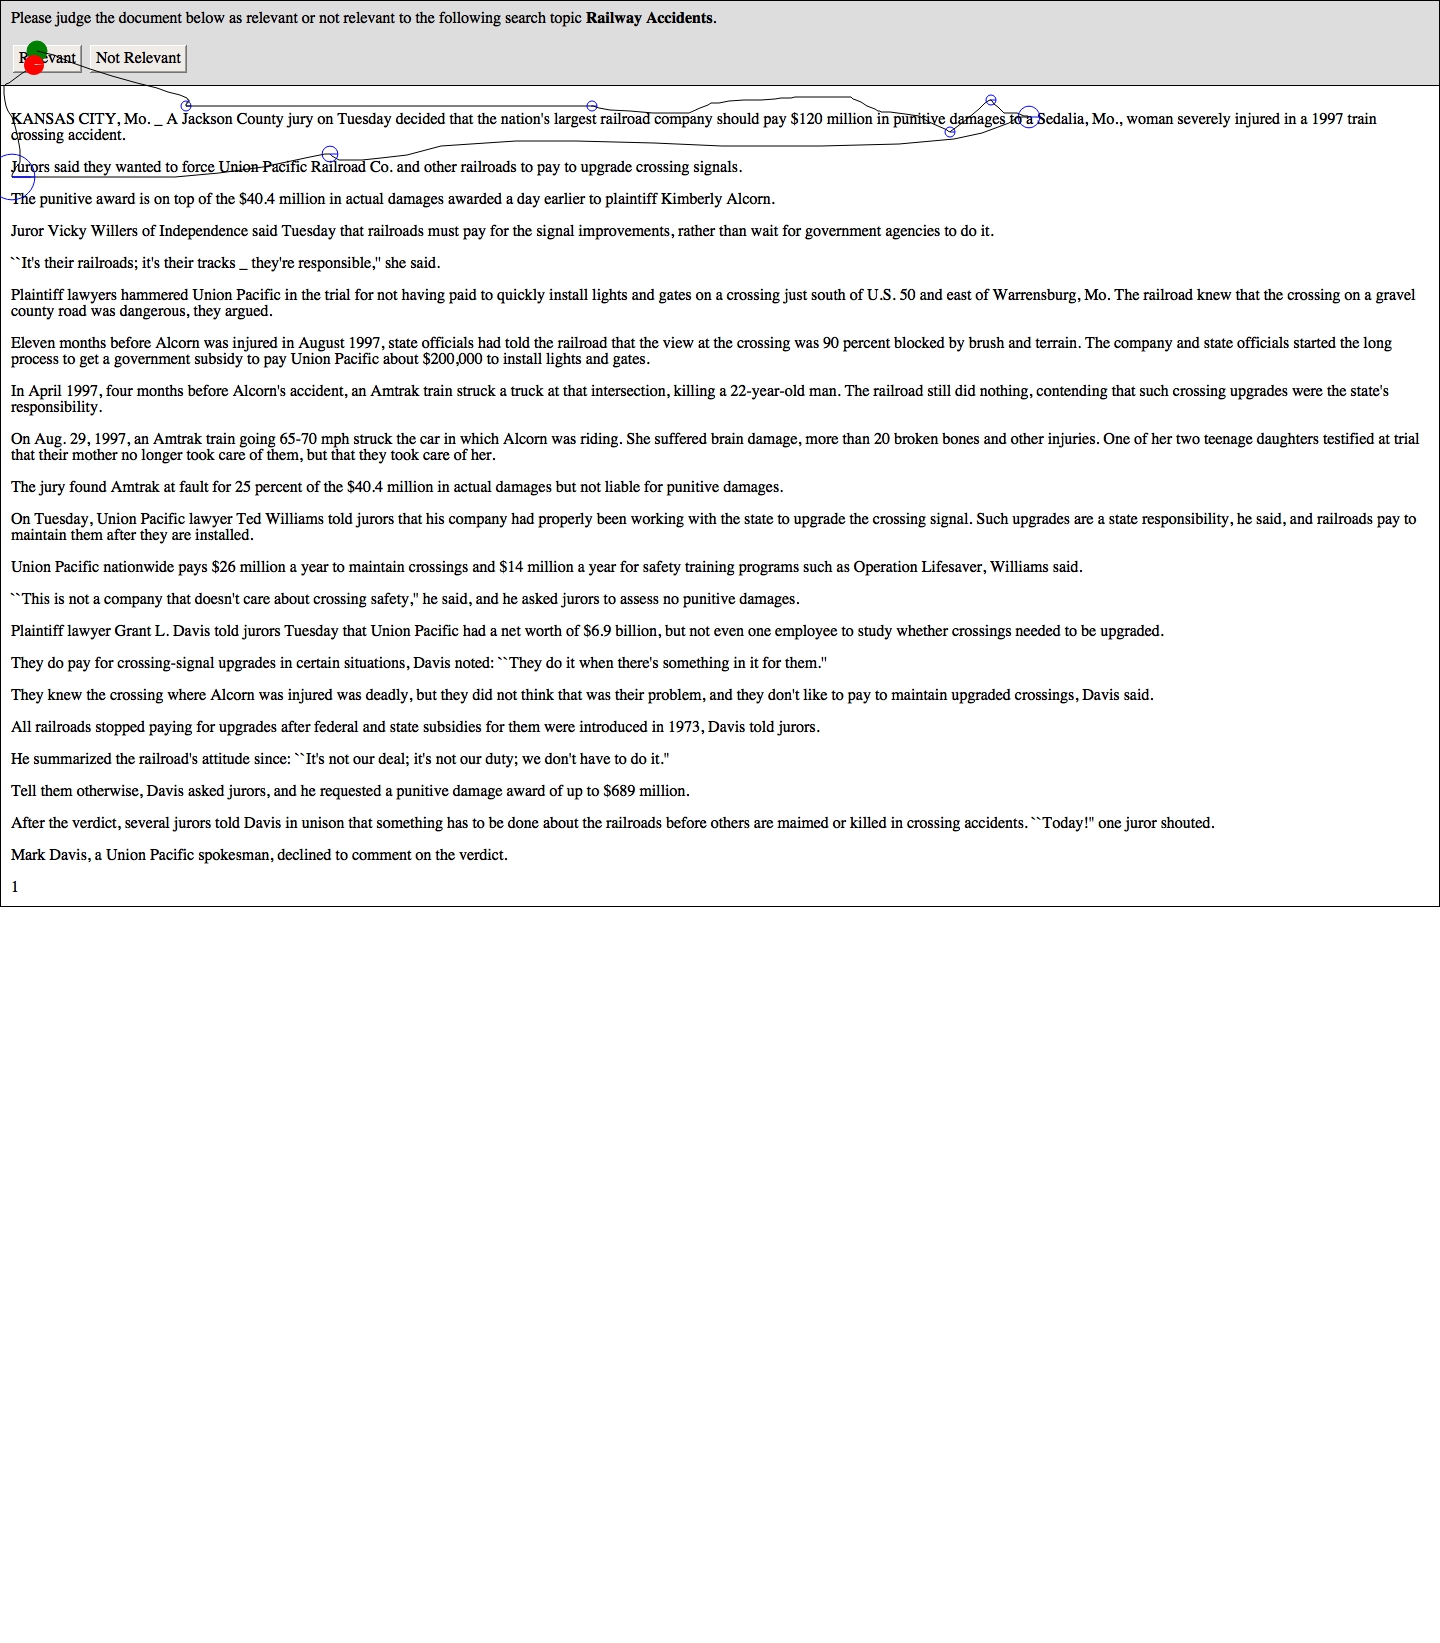 Please judge the document below as relevant or not relevant to the following search topic Railway Accidents.
Relevant Not Relevant
KANSAS CITY, Mo. _ A Jackson County jury on Tuesday decided that the nation's largest railroad company should pay $120 million in punitive damages to a Sedalia, Mo., woman severely injured in a 1997 train
crossing accident.
Jurors said they wanted to force Union Pacific Railroad Co. and other railroads to pay to upgrade crossing signals.
The punitive award is on top of the $40.4 million in actual damages awarded a day earlier to plaintiff Kimberly Alcorn.
Juror Vicky Willers of Independence said Tuesday that railroads must pay for the signal improvements, rather than wait for government agencies to do it.
``It's their railroads; it's their tracks _ they're responsible,'' she said.
Plaintiff lawyers hammered Union Pacific in the trial for not having paid to quickly install lights and gates on a crossing just south of U.S. 50 and east of Warrensburg, Mo. The railroad knew that the crossing on a gravel
county road was dangerous, they argued.
Eleven months before Alcorn was injured in August 1997, state officials had told the railroad that the view at the crossing was 90 percent blocked by brush and terrain. The company and state officials started the long
process to get a government subsidy to pay Union Pacific about $200,000 to install lights and gates.
In April 1997, four months before Alcorn's accident, an Amtrak train struck a truck at that intersection, killing a 22-year-old man. The railroad still did nothing, contending that such crossing upgrades were the state's
responsibility.
On Aug. 29, 1997, an Amtrak train going 65-70 mph struck the car in which Alcorn was riding. She suffered brain damage, more than 20 broken bones and other injuries. One of her two teenage daughters testified at trial
that their mother no longer took care of them, but that they took care of her.
The jury found Amtrak at fault for 25 percent of the $40.4 million in actual damages but not liable for punitive damages.
On Tuesday, Union Pacific lawyer Ted Williams told jurors that his company had properly been working with the state to upgrade the crossing signal. Such upgrades are a state responsibility, he said, and railroads pay to
maintain them after they are installed.
Union Pacific nationwide pays $26 million a year to maintain crossings and $14 million a year for safety training programs such as Operation Lifesaver, Williams said.
``This is not a company that doesn't care about crossing safety,'' he said, and he asked jurors to assess no punitive damages.
Plaintiff lawyer Grant L. Davis told jurors Tuesday that Union Pacific had a net worth of $6.9 billion, but not even one employee to study whether crossings needed to be upgraded.
They do pay for crossing-signal upgrades in certain situations, Davis noted: ``They do it when there's something in it for them.''
They knew the crossing where Alcorn was injured was deadly, but they did not think that was their problem, and they don't like to pay to maintain upgraded crossings, Davis said.
All railroads stopped paying for upgrades after federal and state subsidies for them were introduced in 1973, Davis told jurors.
He summarized the railroad's attitude since: ``It's not our deal; it's not our duty; we don't have to do it.''
Tell them otherwise, Davis asked jurors, and he requested a punitive damage award of up to $689 million.
After the verdict, several jurors told Davis in unison that something has to be done about the railroads before others are maimed or killed in crossing accidents. ``Today!'' one juror shouted.
Mark Davis, a Union Pacific spokesman, declined to comment on the verdict.
1